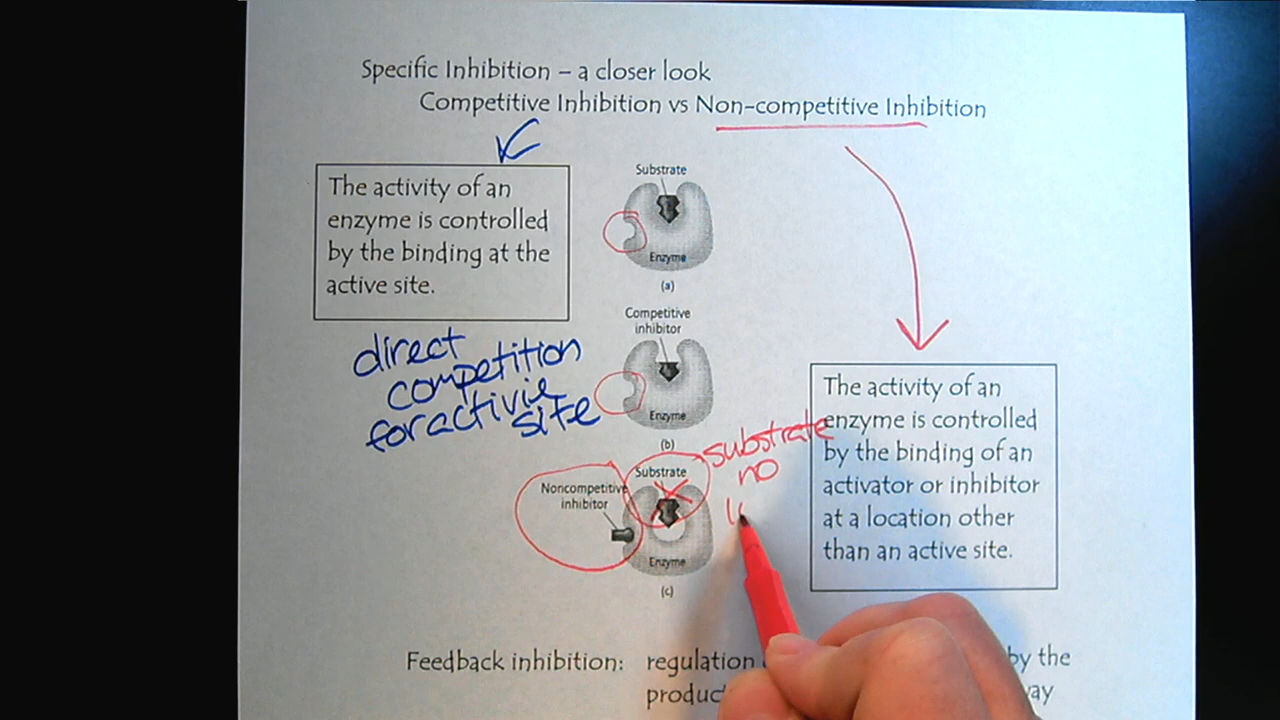 Specific Inhibition – a closer look
Competitive Inhibition vs Non-competitive Inhibition
The activity of an
enzyme is controlled
by the binding at the
active site.
direct
competition
for activie
site
Substrate
Enzyme
(a)
Competitive
inhibitor
Enzyme
(b)
Substrate
Noncompetitive
inhibitor
Enzyme
(c)
substrate
no
The activity of an
enzyme is controlled
by the binding of an
activator or inhibitor
at a location other
than an active site.
Feedback inhibition: regulation by the